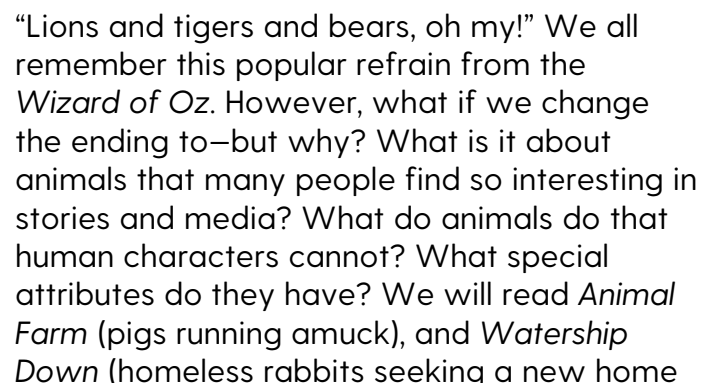 “Lions and tigers and bears, oh my!” We all
remember this popular refrain from the
Wizard of Oz. However, what if we change
the ending to—but why? What is it about
animals that many people find so interesting in
stories and media? What do animals do that
human characters cannot? What special
attributes do they have? We will read Animal
Farm (pigs running amuck), and Watership
Down (homeless rabbits seeking a new home